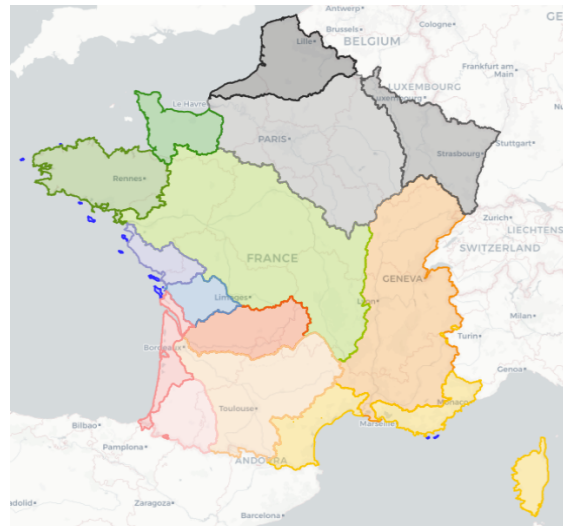 Antwerp•
Brussels•
Cologne•
GE
Lille•
BELGIUM
Frankfurt am
Main
LUXEMBOURG
Le Havre
PARIS•
Strasbourg•
Stuttgart•
Rennes•
Zürich•
LIECHTENS
SWITZERLAND
FRANCE
GENEVA
Limoges•
Lyon•
Milan•
Turin•
Bordeaux•
Genoa•
Monaco
Toulouse•
Marseille
Bilbao•
Pamplona•
ANDORRA
Zaragoza•
Barcelona•